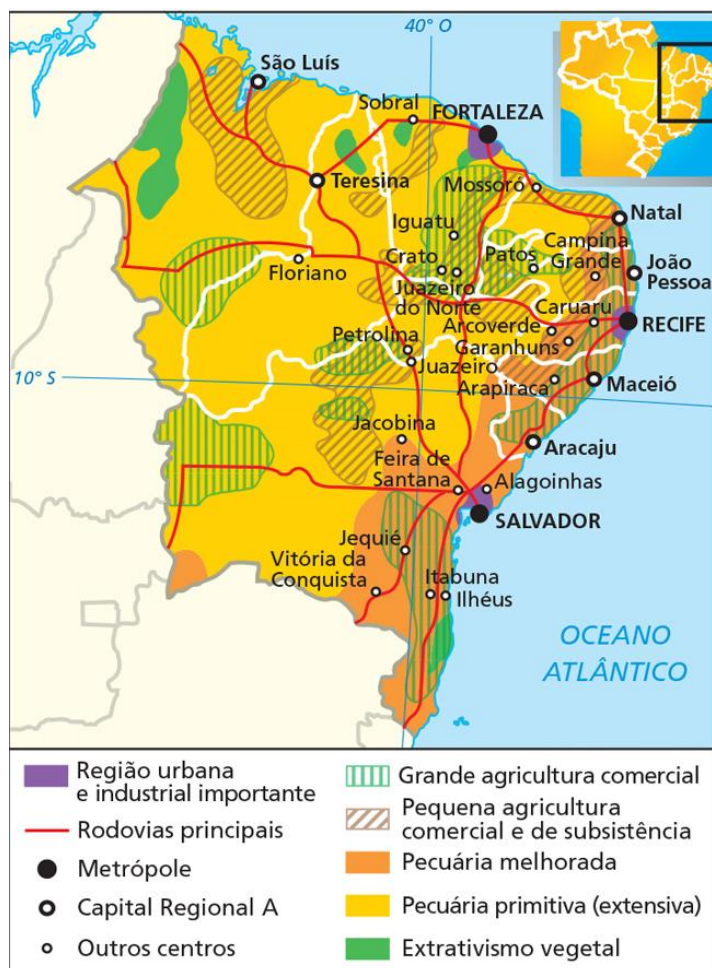 40° O
São Luís
Sobral
FORTALEZA
Teresina
Mossoró
Natal
Iguatu
Campina
Grande
Crato
Patos
João
Pessoa
Floriano
Juazeiro
do Norte
Caruaru
Arcoverde
RECIFE
Petrolina
Garanhuns
Juazeiro
10° S
Arapiraca
Maceió
Jacobina
Aracaju
Feira de
Santana
Alagoinhas
SALVADOR
Jequié
Vitória da
Conquista
Itabuna
Ilhéus
OCEANO
ATLÂNTICO
Região urbana
e industrial importante
Rodovias principais
Metrópole
Capital Regional A
Outros centros
Grande agricultura comercial
Pequena agricultura
comercial e de subsistência
Pecuária melhorada
Pecuária primitiva (extensiva)
Extrativismo vegetal